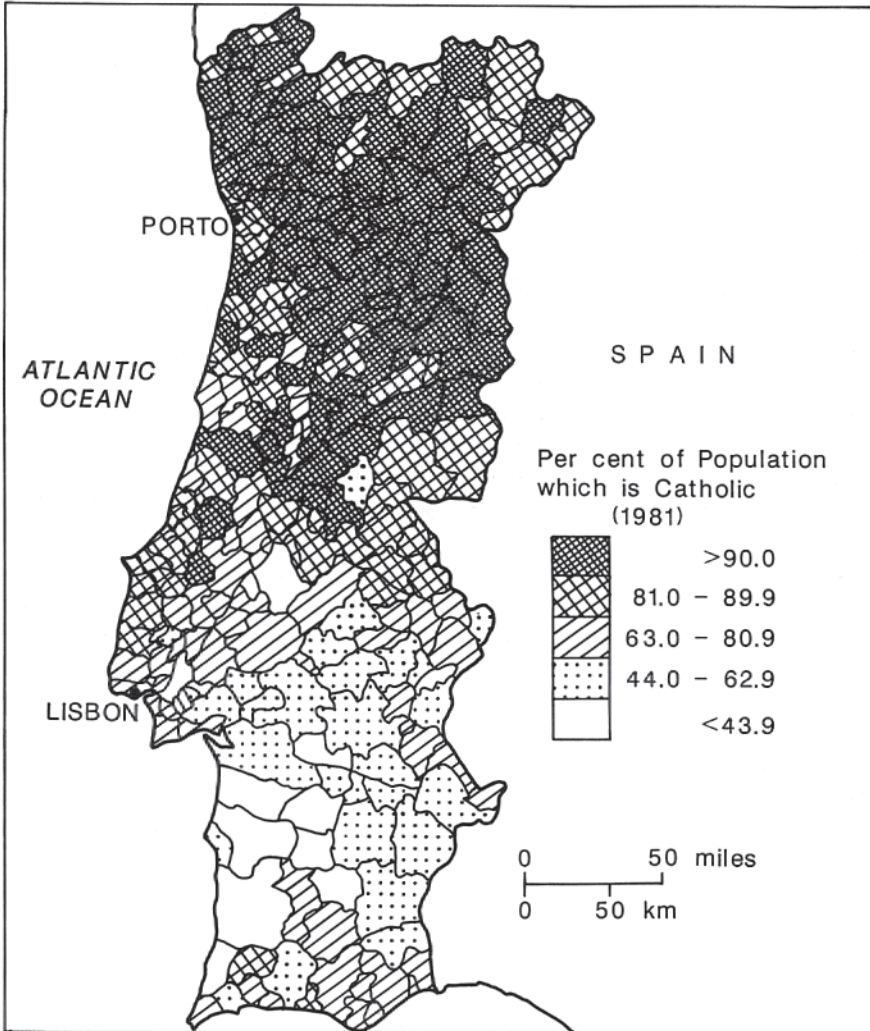 PORTO
ATLANTIC
OCEAN
S P A I N
LISBON
Per cent of Population
which is Catholic
(1981)
>90.0
81.0 – 89.9
63.0 – 80.9
44.0 – 62.9
<43.9
0 50 miles
0 50 km